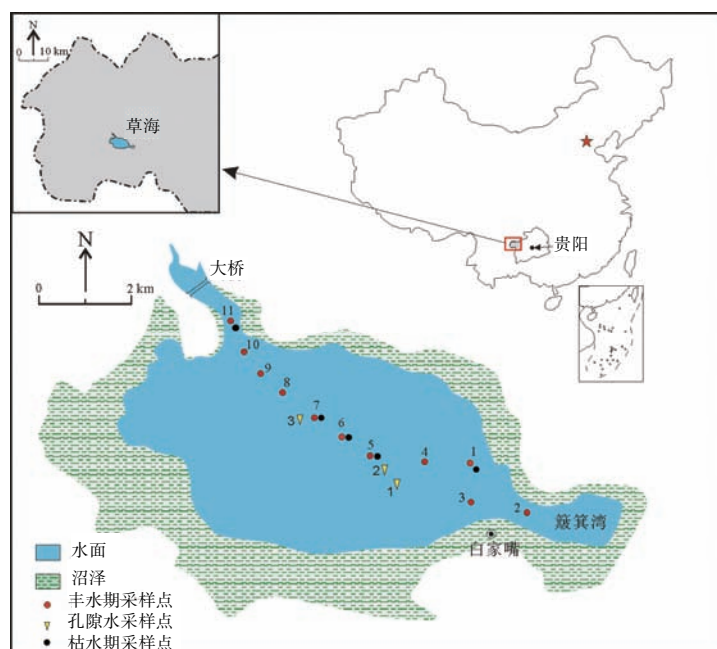 N
0 10 km
草海
贵阳
N
大桥
0 2 km
11
10
9
8
7
3
6
5
4
1
2
1
3
2
簸箕湾
白家嘴
水面
沼泽
丰水期采样点
孔隙水采样点
枯水期采样点